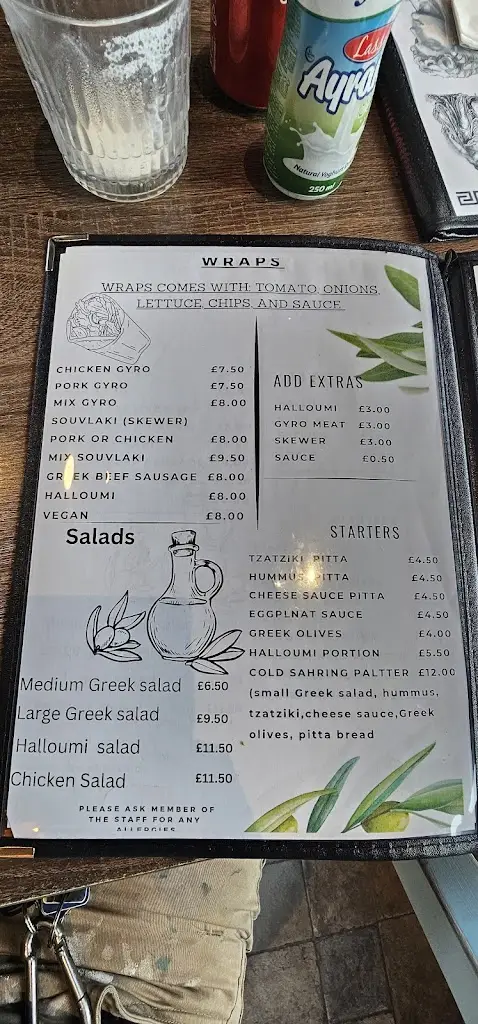 Ayra
Natural Yoghurt
250 ml
WRAPS
WRAPS COMES WITH: TOMATO, ONIONS,
LETTUCE, CHIPS, AND SAUCE
CHICKEN GYRO £7.50
PORK GYRO £7.50
MIX GYRO £8.00
SOUVLAKI (SKEWER)
PORK OR CHICKEN £8.00
MIX SOUVLAKI £9.50
GREEK BEEF SAUSAGE £8.00
HALLOUMI £8.00
VEGAN £8.00
ADD EXTRAS
HALLOUMI £3.00
GYRO MEAT £3.00
SKEWER £3.00
SAUCE £0.50
Salads
Medium Greek salad £6.50
Large Greek salad £9.50
Halloumi salad £11.50
Chicken Salad £11.50
STARTERS
TZATZIKI PITTA £4.50
HUMMUS PITTA £4.50
CHEESE SAUCE PITTA £4.50
EGGPLNAT SAUCE £4.50
GREEK OLIVES £4.00
HALLOUMI PORTION £5.50
COLD SAHRING PALTTER £12.00
(small Greek salad, hummus,
tzatziki,cheese sauce,Greek
olives, pitta bread
PLEASE ASK MEMBER OF
THE STAFF FOR ANY
ALLERGIES